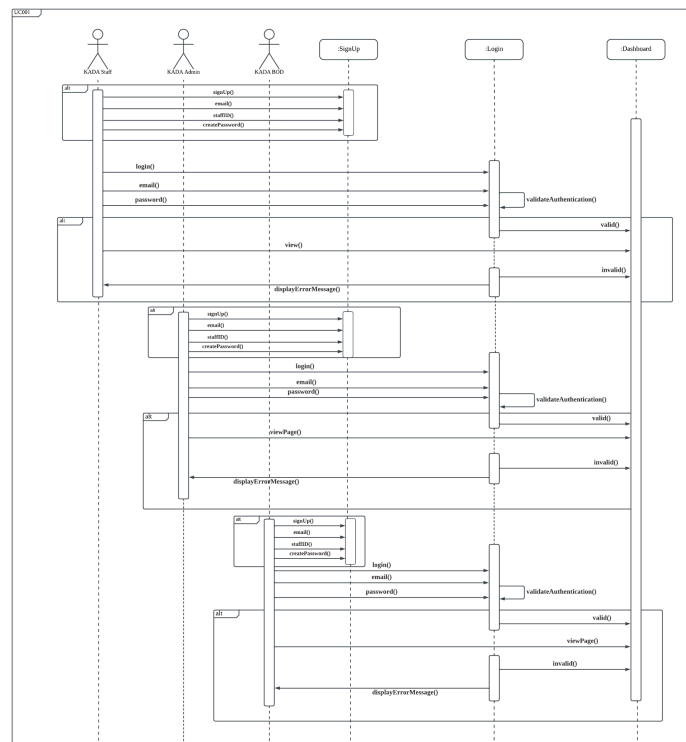 UC001
KADA Staff
KADA Admin
KADA BOD
:SignUp
:Login
:Dashboard
alt
signUp()
email()
staffID()
createPassword()
login()
email()
password()
validateAuthentication()
alt
valid()
view()
invalid()
displayErrorMessage()
alt
signUp()
email()
staffID()
createPassword()
login()
email()
password()
validateAuthentication()
alt
valid()
viewPage()
invalid()
displayErrorMessage()
alt
signUp()
email()
staffID()
createPassword()
login()
email()
password()
validateAuthentication()
alt
valid()
viewPage()
invalid()
displayErrorMessage()